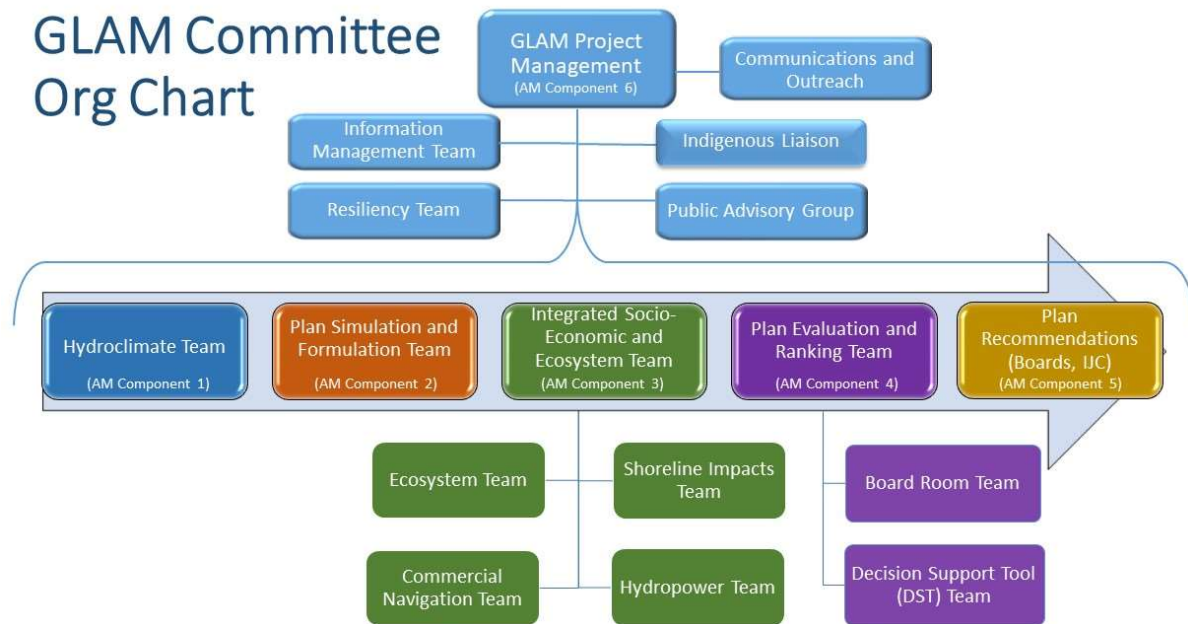 GLAM Committee
Org Chart
GLAM Project
Management
(AM Component 6)
Communications and
Outreach
Information
Management Team
Indigenous Liaison
Resiliency Team
Public Advisory Group
Hydroclimate Team
(AM Component 1)
Plan Simulation and
Formulation Team
(AM Component 2)
Integrated Socio-
Economic and
Ecosystem Team
(AM Component 3)
Plan Evaluation and
Ranking Team
(AM Component 4)
Plan
Recommendations
(Boards, IJC)
(AM Component 5)
Ecosystem Team
Shoreline Impacts
Team
Board Room Team
Commercial
Navigation Team
Hydropower Team
Decision Support Tool
(DST) Team